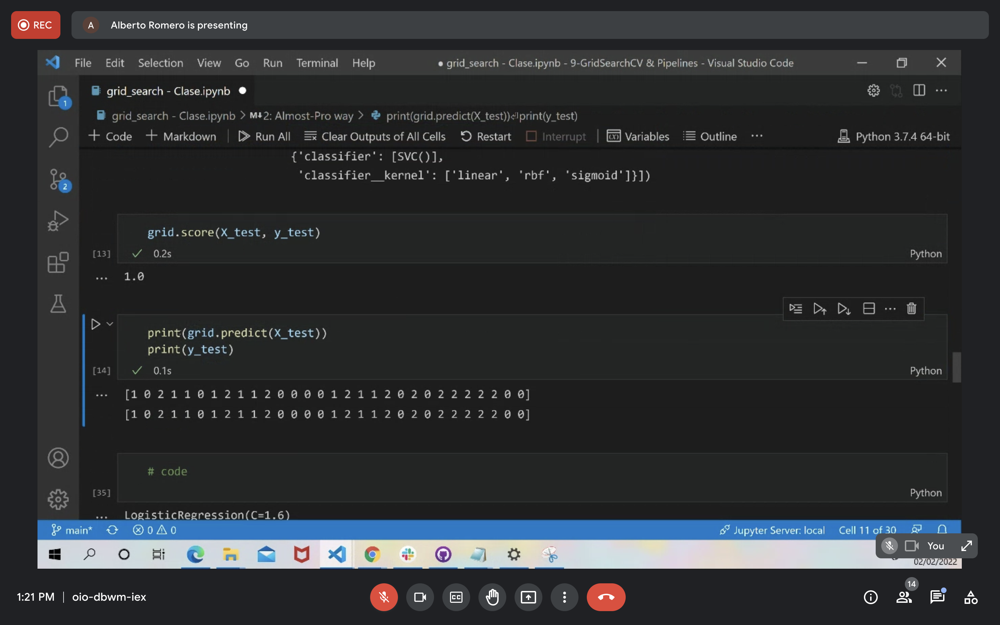 REC
A Alberto Romero is presenting
File Edit Selection View Go Run Terminal Help ● grid_search - Clase.ipynb - 9-GridSearchCV & Pipelines - Visual Studio Code
grid_search - Clase.ipynb ●
1
grid_search - Clase.ipynb > M↓2: Almost-Pro way > print(grid.predict(X_test))⏎print(y_test)
+ Code + Markdown | Run All Clear Outputs of All Cells Restart Interrupt | Variables Outline ··· Python 3.7.4 64-bit
{'classifier': [SVC()],
'classifier__kernel': ['linear', 'rbf', 'sigmoid']}])
2
grid.score(X_test, y_test)
[13] ✓ 0.2s Python
... 1.0
print(grid.predict(X_test))
print(y_test)
[14] ✓ 0.1s Python
... [1 0 2 1 1 0 1 2 1 1 2 0 0 0 0 1 2 1 1 2 0 2 0 2 2 2 2 2 0 0]
[1 0 2 1 1 0 1 2 1 1 2 0 0 0 0 1 2 1 1 2 0 2 0 2 2 2 2 2 0 0]
# code
[35] Python
... LogisticRegression(C=1.6)
main* 0 0 Jupyter Server: local Cell 11 of 30
You
02/02/2022
1:21 PM | oio-dbwm-iex
CC
14